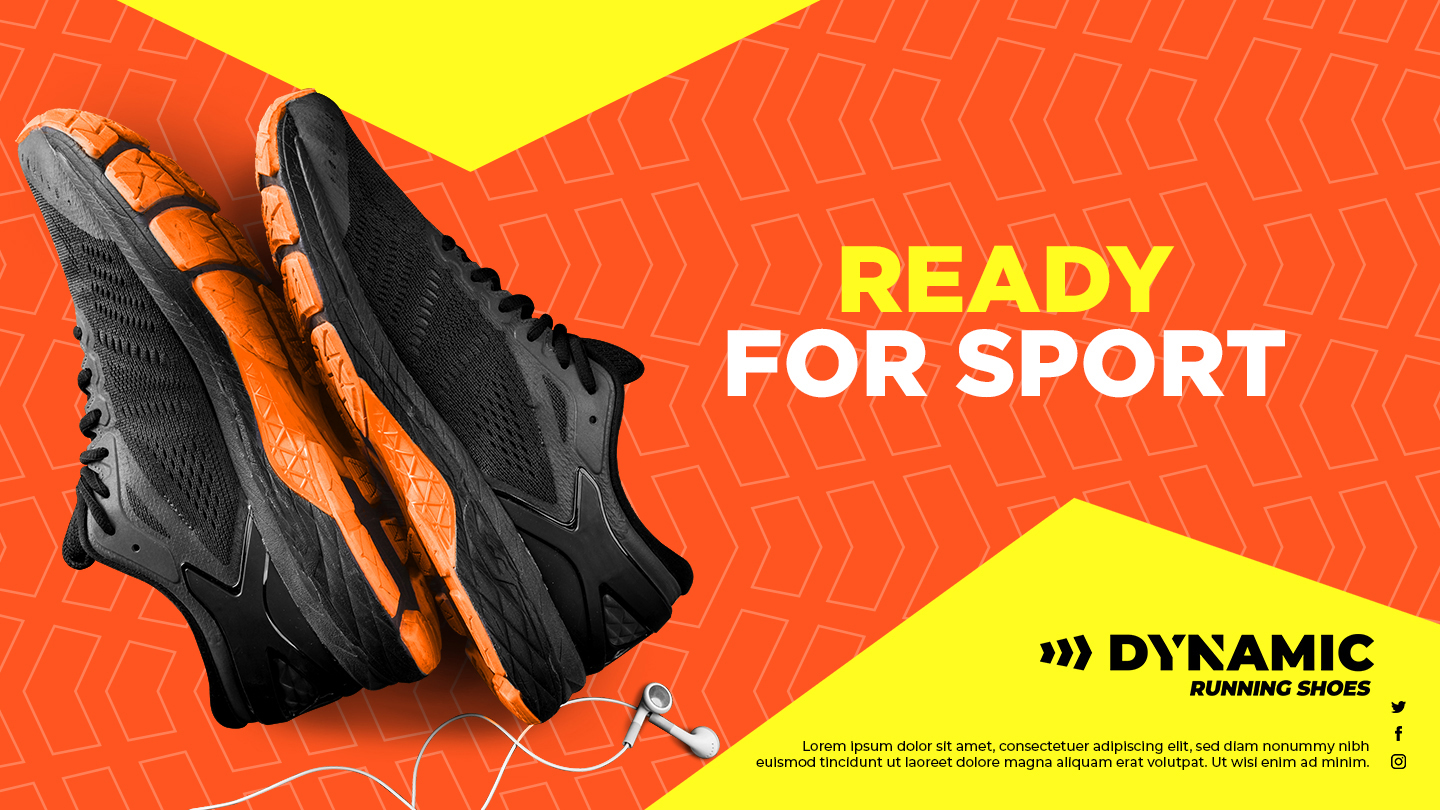 READY
FOR SPORT
DYNAMIC
RUNNING SHOES
Lorem ipsum dolor sit amet, consectetuer adipiscing elit, sed diam nonummy nibh
euismod tincidunt ut laoreet dolore magna aliquam erat volutpat. Ut wisi enim ad minim.